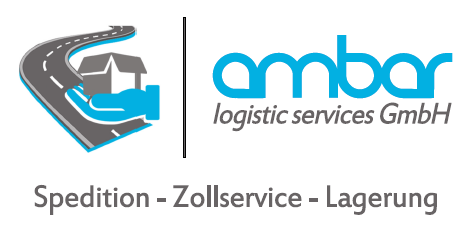 ambar
logistic services GmbH
Spedition - Zollservice - Lagerung